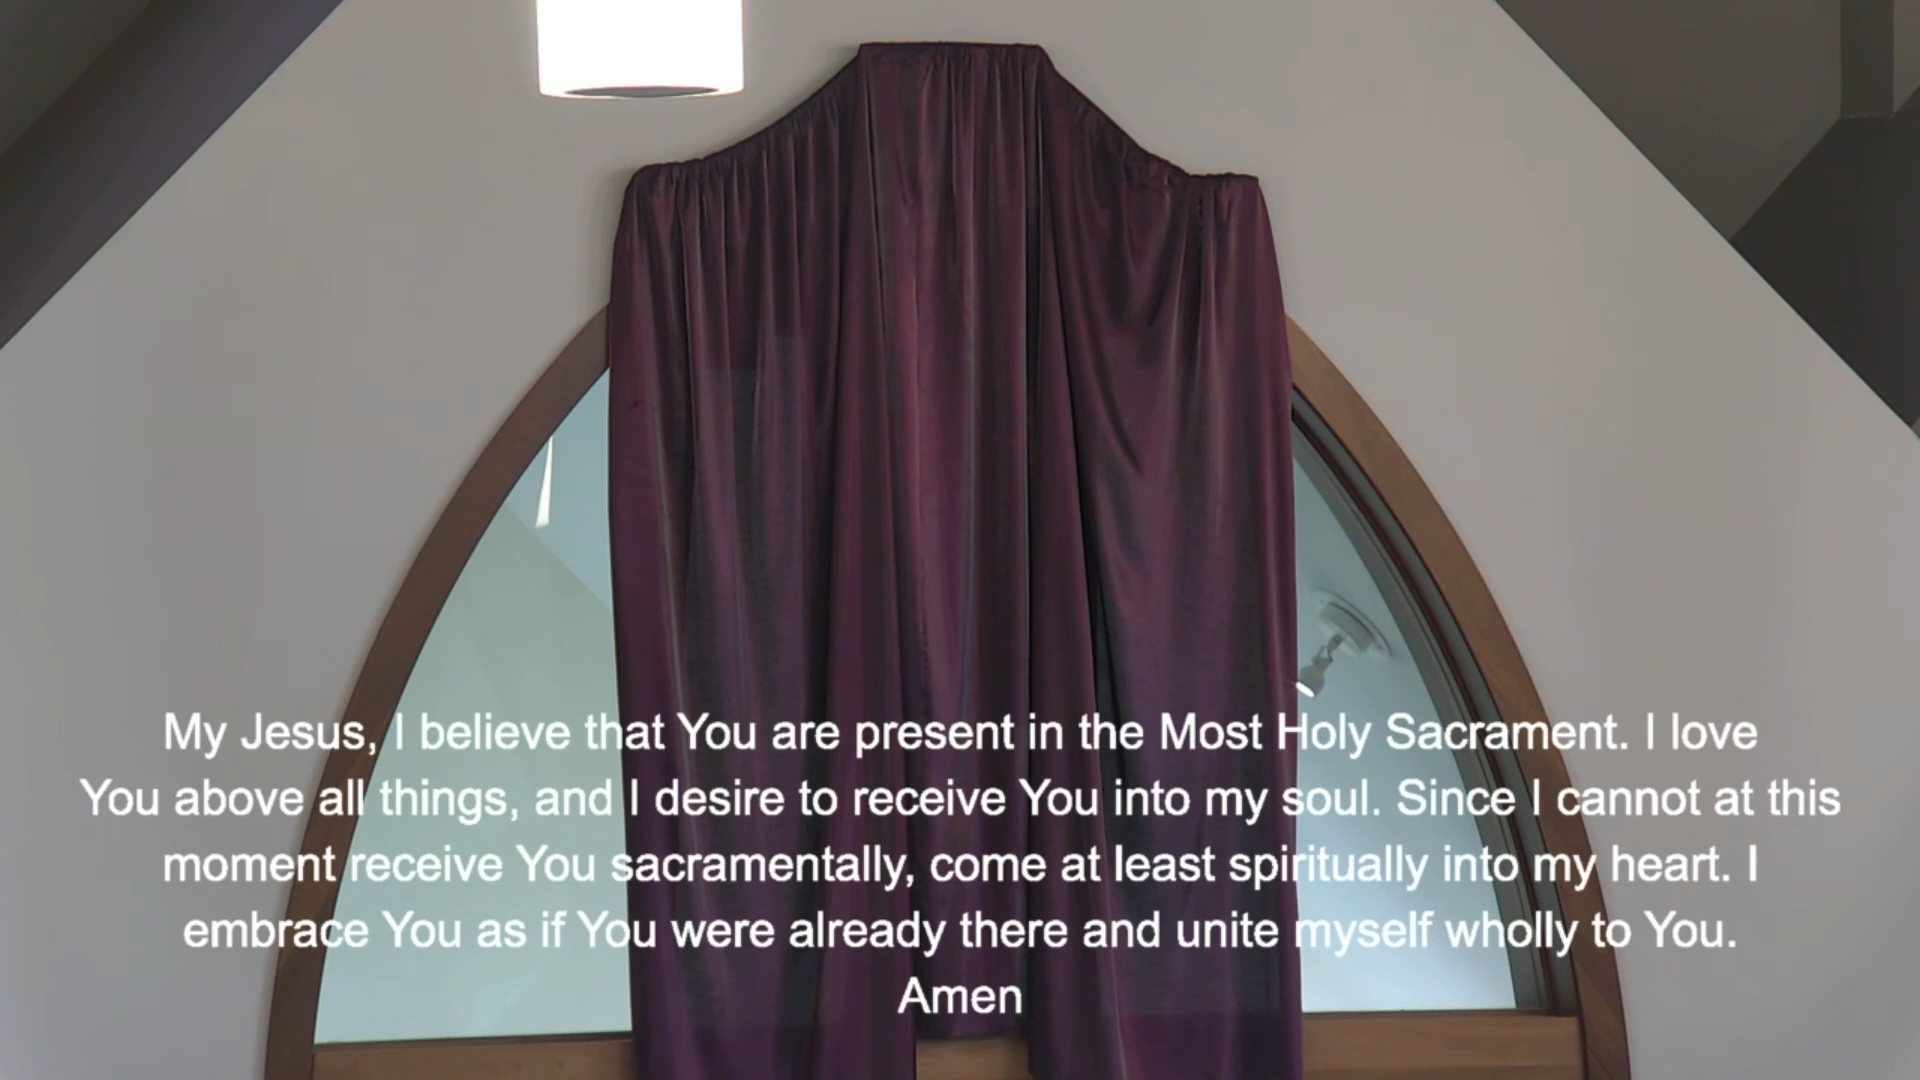 My Jesus, I believe that You are present in the Most Holy Sacrament. I love
You above all things, and I desire to receive You into my soul. Since I cannot at this
moment receive You sacramentally, come at least spiritually into my heart. I
embrace You as if You were already there and unite myself wholly to You.
Amen